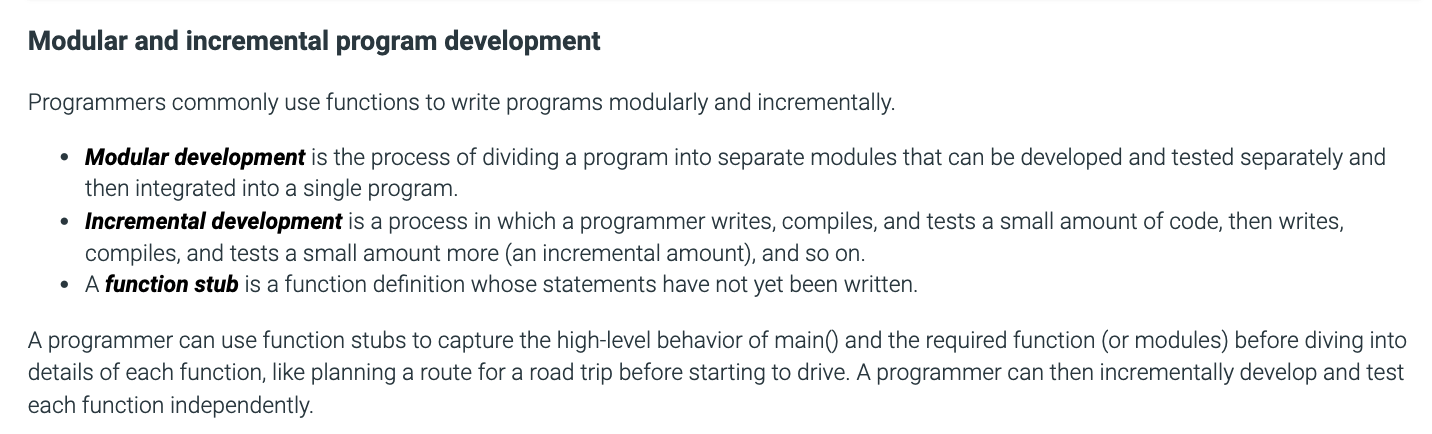 Modular and incremental program development
Programmers commonly use functions to write programs modularly and incrementally.
• Modular development is the process of dividing a program into separate modules that can be developed and tested separately and
then integrated into a single program.
• Incremental development is a process in which a programmer writes, compiles, and tests a small amount of code, then writes,
compiles, and tests a small amount more (an incremental amount), and so on.
• A function stub is a function definition whose statements have not yet been written.
A programmer can use function stubs to capture the high-level behavior of main() and the required function (or modules) before diving into
details of each function, like planning a route for a road trip before starting to drive. A programmer can then incrementally develop and test
each function independently.